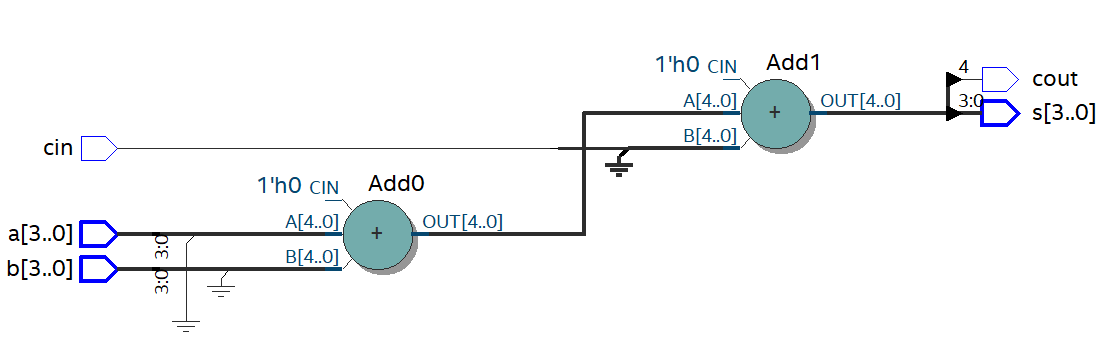 1'h0 CIN
Add1
4
cout
A[4..0]
OUT[4..0]
3:0
s[3..0]
B[4..0]
cin
1'h0 CIN
Add0
a[3..0]
3:0
A[4..0]
OUT[4..0]
b[3..0]
3:0
B[4..0]
+
+